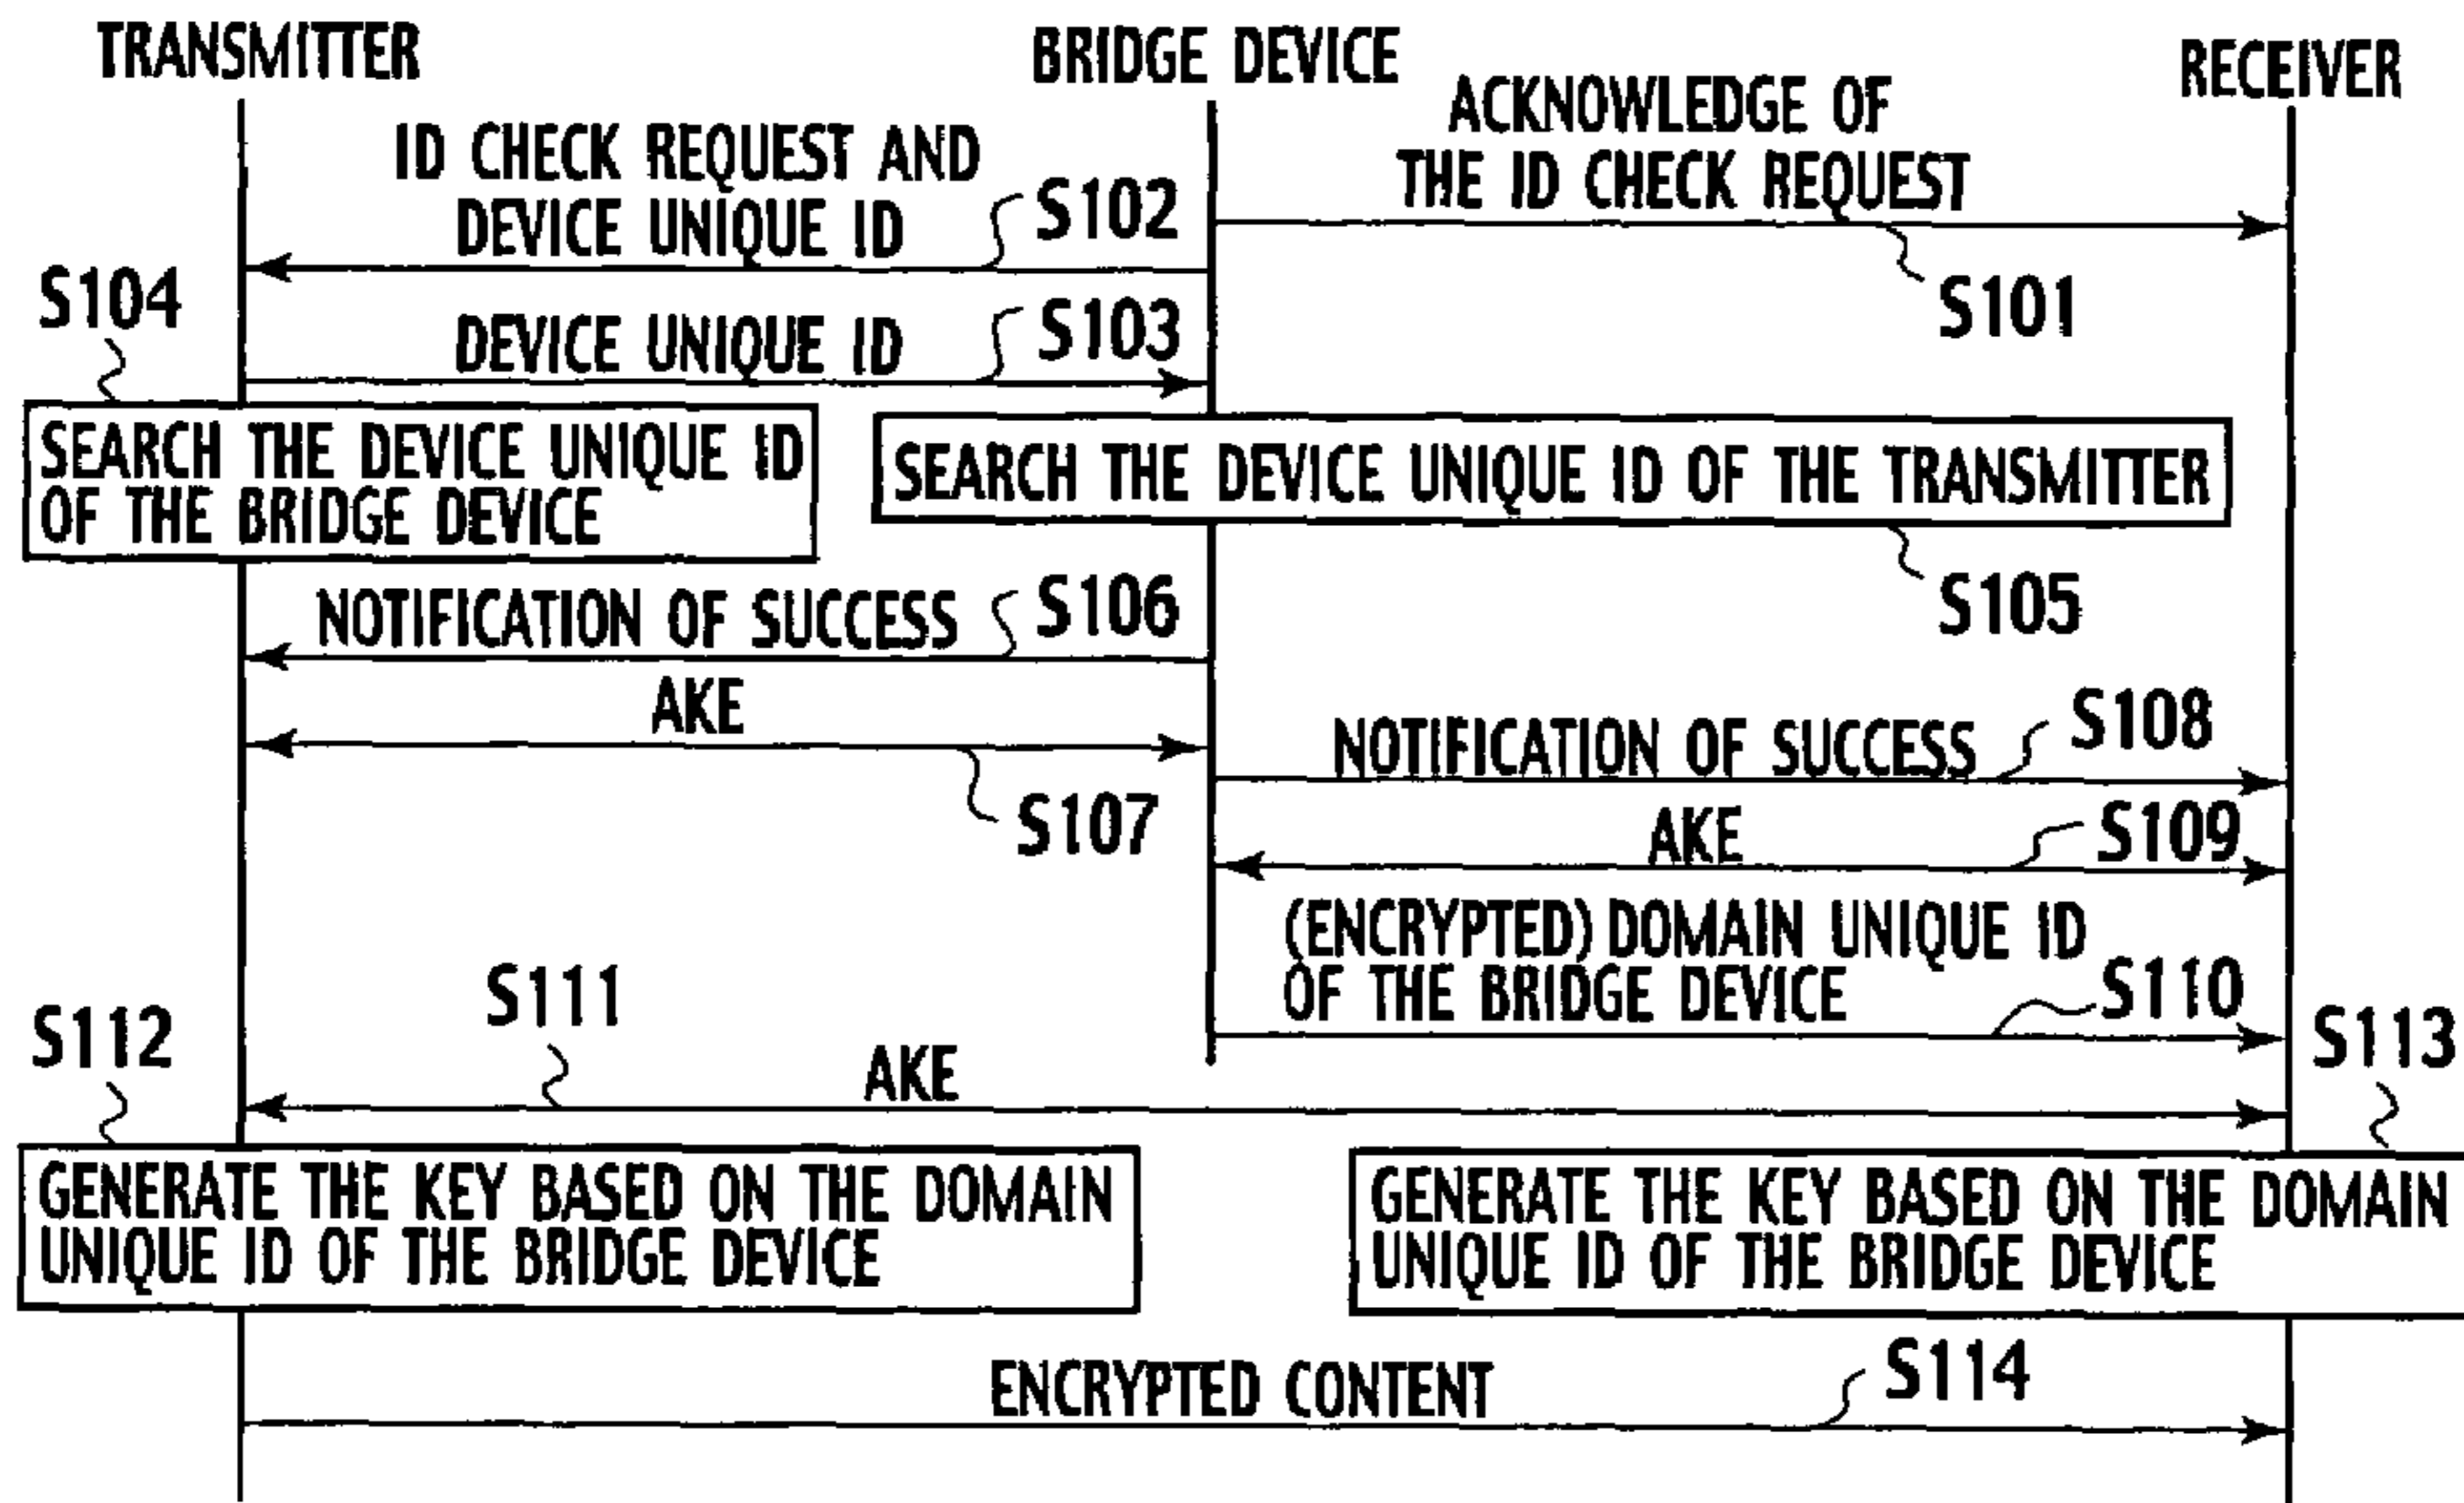 TRANSMITTER
BRIDGE DEVICE
RECEIVER
ACKNOWLEDGE OF
THE ID CHECK REQUEST
S101
ID CHECK REQUEST AND
DEVICE UNIQUE ID
S102
DEVICE UNIQUE ID
S103
S104
SEARCH THE DEVICE UNIQUE ID
OF THE BRIDGE DEVICE
SEARCH THE DEVICE UNIQUE ID OF THE TRANSMITTER
S105
NOTIFICATION OF SUCCESS
S106
AKE
S107
NOTIFICATION OF SUCCESS
S108
AKE
S109
(ENCRYPTED) DOMAIN UNIQUE ID
OF THE BRIDGE DEVICE
S110
S111
AKE
S112
GENERATE THE KEY BASED ON THE DOMAIN
UNIQUE ID OF THE BRIDGE DEVICE
S113
GENERATE THE KEY BASED ON THE DOMAIN
UNIQUE ID OF THE BRIDGE DEVICE
ENCRYPTED CONTENT
S114